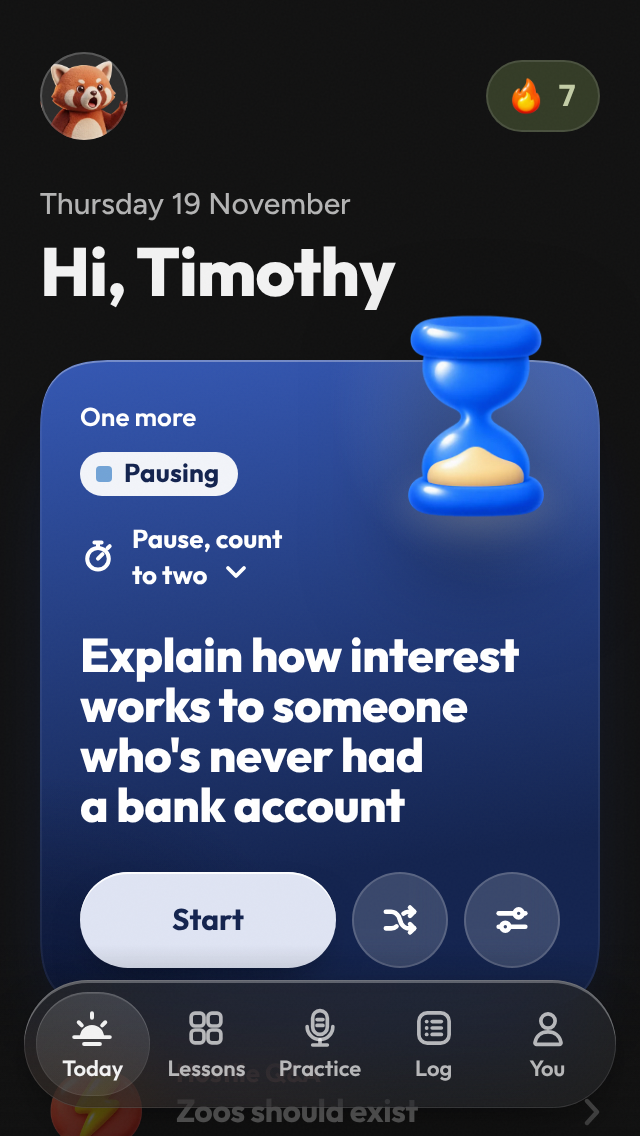 7
Thursday 19 November
Hi, Timothy
One more
Pausing
Pause, count
to two
Explain how interest
works to someone
who's never had
a bank account
Start
Today
Lessons
Practice
Log
You
Zoos should exist